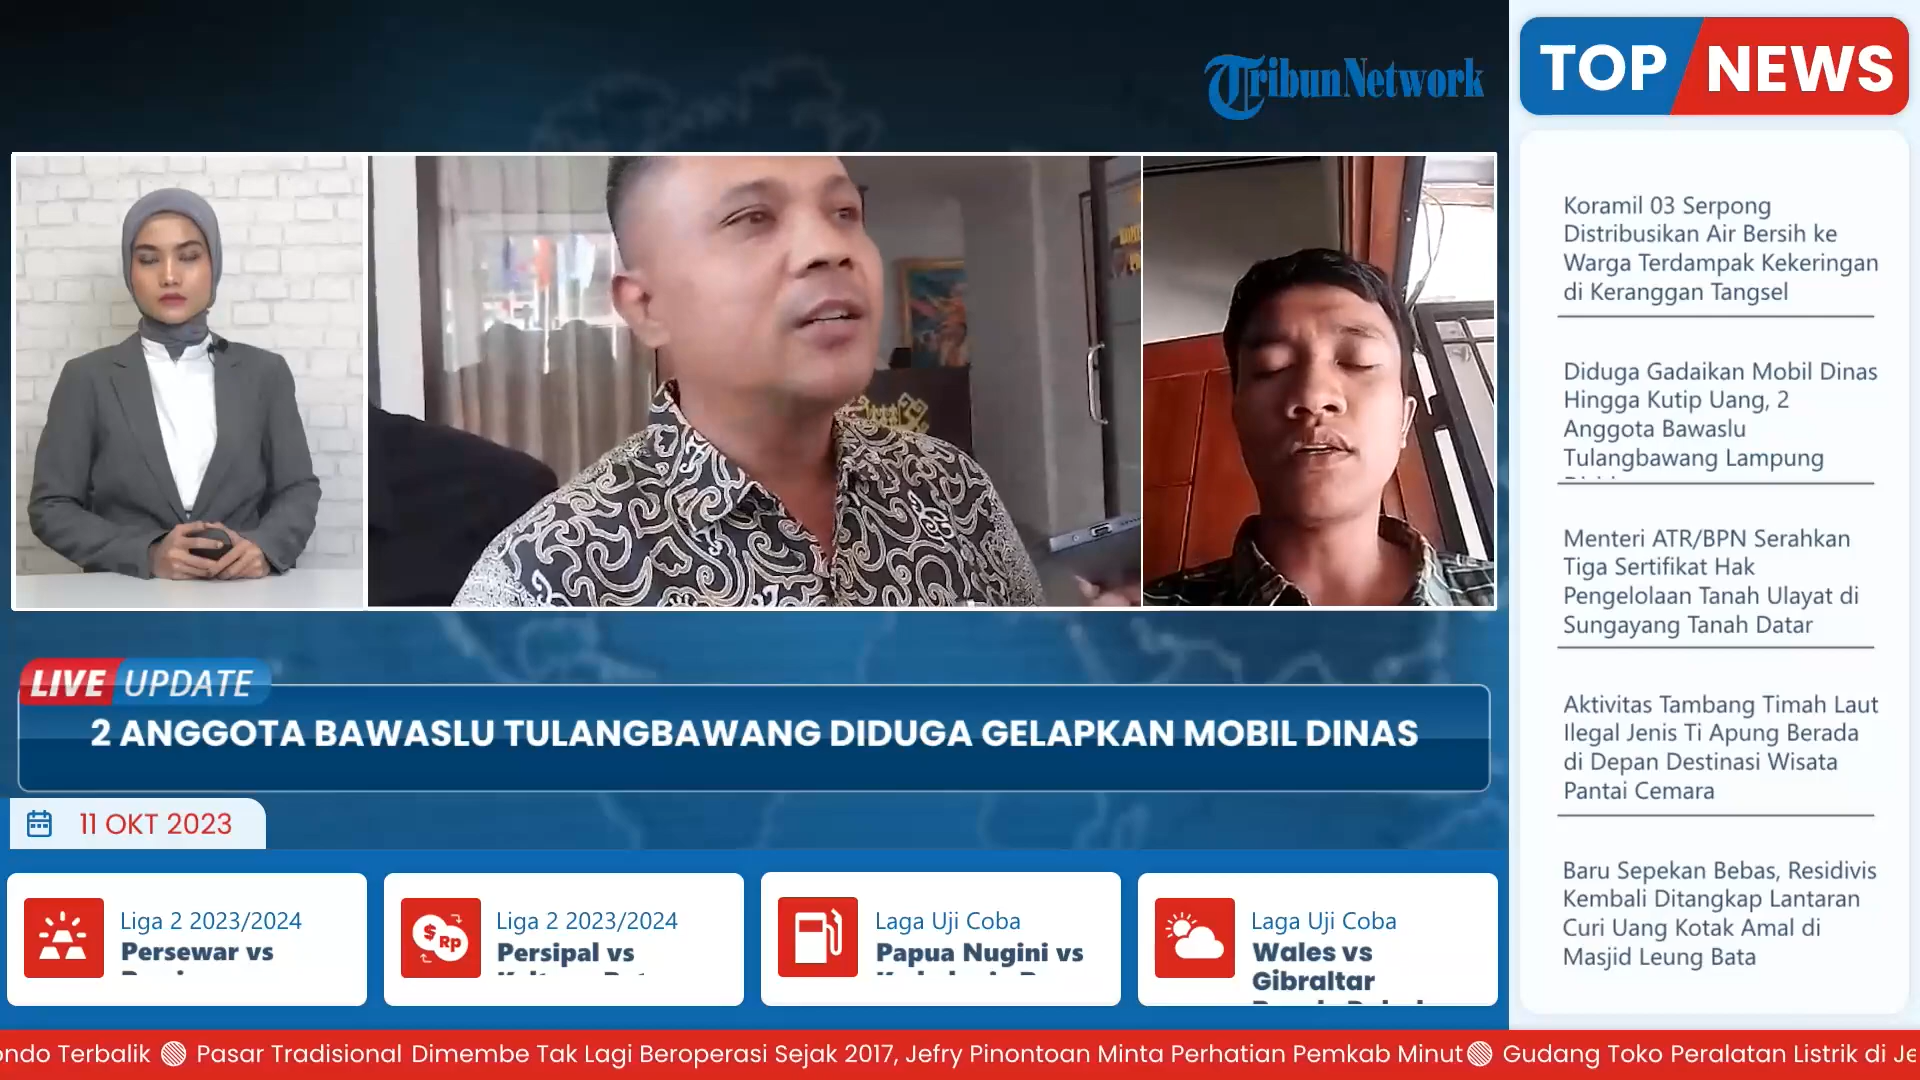 TribunNetwork
TOP NEWS
Koramil 03 Serpong
Distribusikan Air Bersih ke
Warga Terdampak Kekeringan
di Keranggan Tangsel
Diduga Gadaikan Mobil Dinas
Hingga Kutip Uang, 2
Anggota Bawaslu
Tulangbawang Lampung
Menteri ATR/BPN Serahkan
Tiga Sertifikat Hak
Pengelolaan Tanah Ulayat di
Sungayang Tanah Datar
Aktivitas Tambang Timah Laut
Ilegal Jenis Ti Apung Berada
di Depan Destinasi Wisata
Pantai Cemara
Baru Sepekan Bebas, Residivis
Kembali Ditangkap Lantaran
Curi Uang Kotak Amal di
Masjid Leung Bata
LIVE UPDATE
2 ANGGOTA BAWASLU TULANGBAWANG DIDUGA GELAPKAN MOBIL DINAS
11 OKT 2023
Liga 2 2023/2024
Persewar vs
$ Rp
Liga 2 2023/2024
Persipal vs
Laga Uji Coba
Papua Nugini vs
Laga Uji Coba
Wales vs
Gibraltar
ondo Terbalik Pasar Tradisional Dimembe Tak Lagi Beroperasi Sejak 2017, Jefry Pinontoan Minta Perhatian Pemkab Minut Gudang Toko Peralatan Listrik di Je